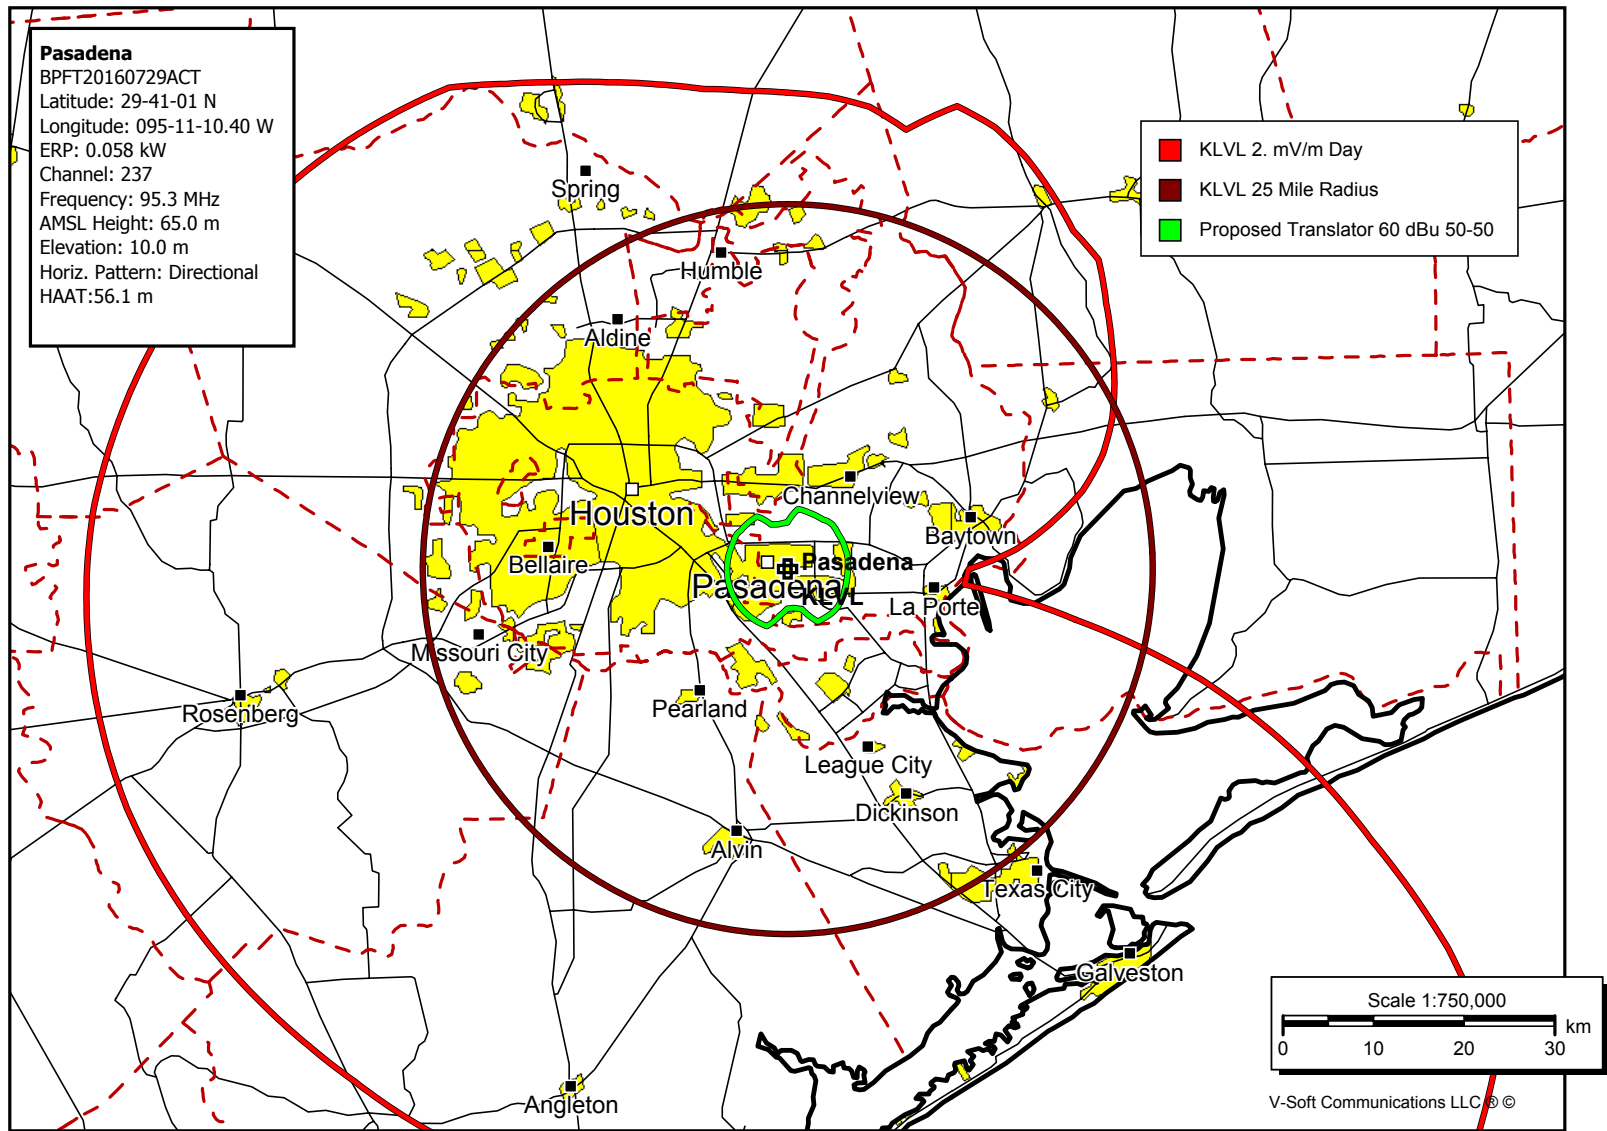 Pasadena
BPFT20160729ACT
Latitude: 29-41-01 N
Longitude: 095-11-10.40 W
ERP: 0.058 kW
Channel: 237
Frequency: 95.3 MHz
AMSL Height: 65.0 m
Elevation: 10.0 m
Horiz. Pattern: Directional
HAAT:56.1 m
KLVL 2. mV/m Day
KLVL 25 Mile Radius
Proposed Translator 60 dBu 50-50
Spring
Humble
Aldine
Channelview
Houston
Baytown
Bellaire
Pasadena
Pasadena
KLVL
La Porte
Missouri City
Pearland
Rosenberg
League City
Dickinson
Alvin
Texas City
Galveston
Angleton
Scale 1:750,000
km
0 10 20 30
V-Soft Communications LLC ® ©